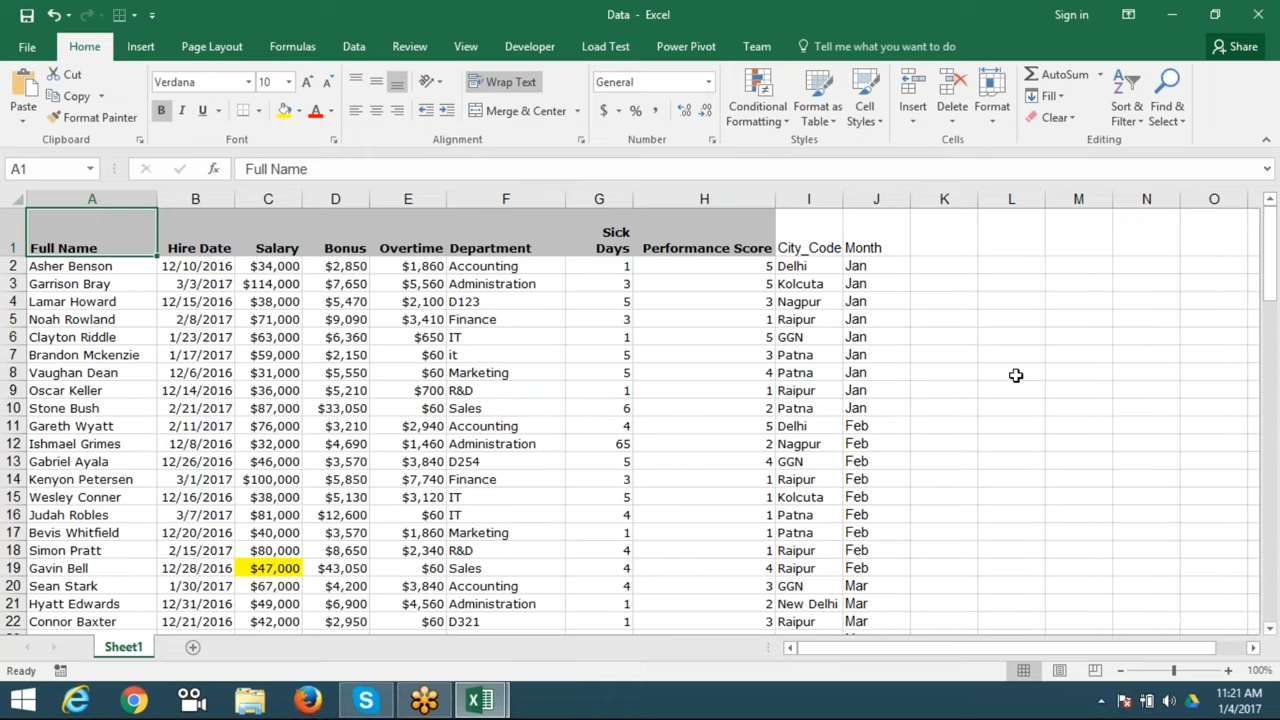 Data - Excel
Sign in
File Home Insert Page Layout Formulas Data Review View Developer Load Test Power Pivot Team Tell me what you want to do Share
Paste
Cut
Copy
Format Painter
Clipboard
Verdana 10
B I U
Font
Wrap Text
Merge & Center
Alignment
General
$ % ,
Number
Conditional Formatting
Format as Table
Cell Styles
Styles
Insert Delete Format
Cells
AutoSum
Fill
Clear
Sort & Filter
Find & Select
Editing
A1 fx Full Name
A B C D E F G H I J K L M N O
1 Full Name Hire Date Salary Bonus Overtime Department Sick Days Performance Score City_Code Month
2 Asher Benson 12/10/2016 $34,000 $2,850 $1,860 Accounting 1 5 Delhi Jan
3 Garrison Bray 3/3/2017 $114,000 $7,650 $5,560 Administration 3 5 Kolcuta Jan
4 Lamar Howard 12/15/2016 $38,000 $5,470 $2,100 D123 5 3 Nagpur Jan
5 Noah Rowland 2/8/2017 $71,000 $9,090 $3,410 Finance 3 1 Raipur Jan
6 Clayton Riddle 1/23/2017 $63,000 $6,360 $650 IT 1 5 GGN Jan
7 Brandon Mckenzie 1/17/2017 $59,000 $2,150 $60 it 5 3 Patna Jan
8 Vaughan Dean 12/6/2016 $31,000 $5,550 $60 Marketing 5 4 Patna Jan
9 Oscar Keller 12/14/2016 $36,000 $5,210 $700 R&D 1 1 Raipur Jan
10 Stone Bush 2/21/2017 $87,000 $33,050 $60 Sales 6 2 Patna Jan
11 Gareth Wyatt 2/11/2017 $76,000 $3,210 $2,940 Accounting 4 5 Delhi Feb
12 Ishmael Grimes 12/8/2016 $32,000 $4,690 $1,460 Administration 65 2 Nagpur Feb
13 Gabriel Ayala 12/26/2016 $46,000 $3,570 $3,840 D254 5 4 GGN Feb
14 Kenyon Petersen 3/1/2017 $100,000 $5,850 $7,740 Finance 3 1 Raipur Feb
15 Wesley Conner 12/16/2016 $38,000 $5,130 $3,120 IT 5 1 Kolcuta Feb
16 Judah Robles 3/7/2017 $81,000 $12,600 $60 IT 4 1 Patna Feb
17 Bevis Whitfield 12/20/2016 $40,000 $3,570 $1,860 Marketing 1 1 Patna Feb
18 Simon Pratt 2/15/2017 $80,000 $8,650 $2,340 R&D 4 1 Raipur Feb
19 Gavin Bell 12/28/2016 $47,000 $43,050 $60 Sales 4 4 Raipur Feb
20 Sean Stark 1/30/2017 $67,000 $4,200 $3,840 Accounting 4 3 GGN Mar
21 Hyatt Edwards 12/31/2016 $49,000 $6,900 $4,560 Administration 1 2 New Delhi Mar
22 Connor Baxter 12/21/2016 $42,000 $2,950 $60 D321 1 3 Raipur Mar
Sheet1
Ready
100%
11:21 AM
1/4/2017